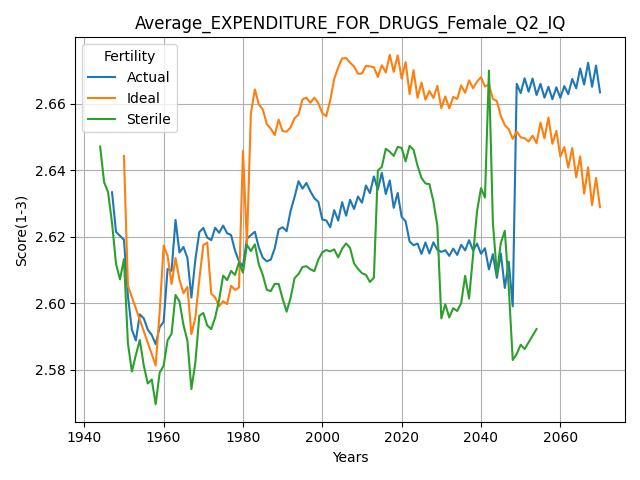 Average_EXPENDITURE_FOR_DRUGS_Female_Q2_IQ
Fertility
Actual
Ideal
Sterile
Score(1-3)
2.66
2.64
2.62
2.60
2.58
1940 1960 1980 2000 2020 2040 2060
Years